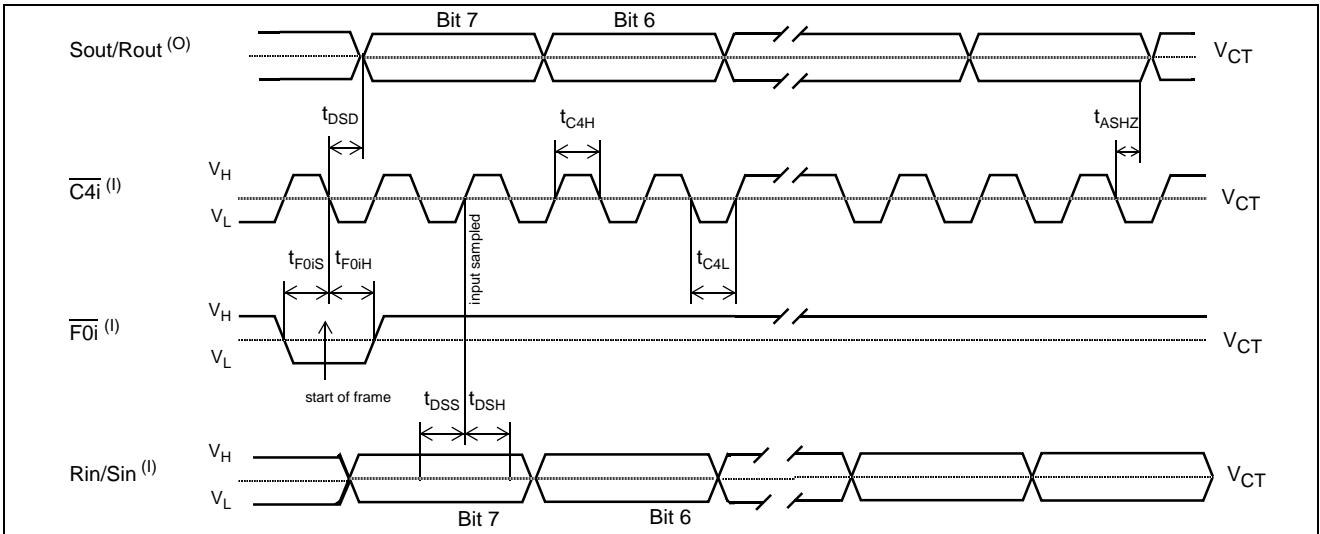 Bit 7 Bit 6
Sout/Rout (O) VCT
tDSD tC4H tASHZ
VH
C4i (I) VCT
VL
tF0iS tF0iH input sampled tC4L
VH
F0i (I) VCT
VL
start of frame
tDSS tDSH
VH
Rin/Sin (I) VCT
VL
Bit 7 Bit 6